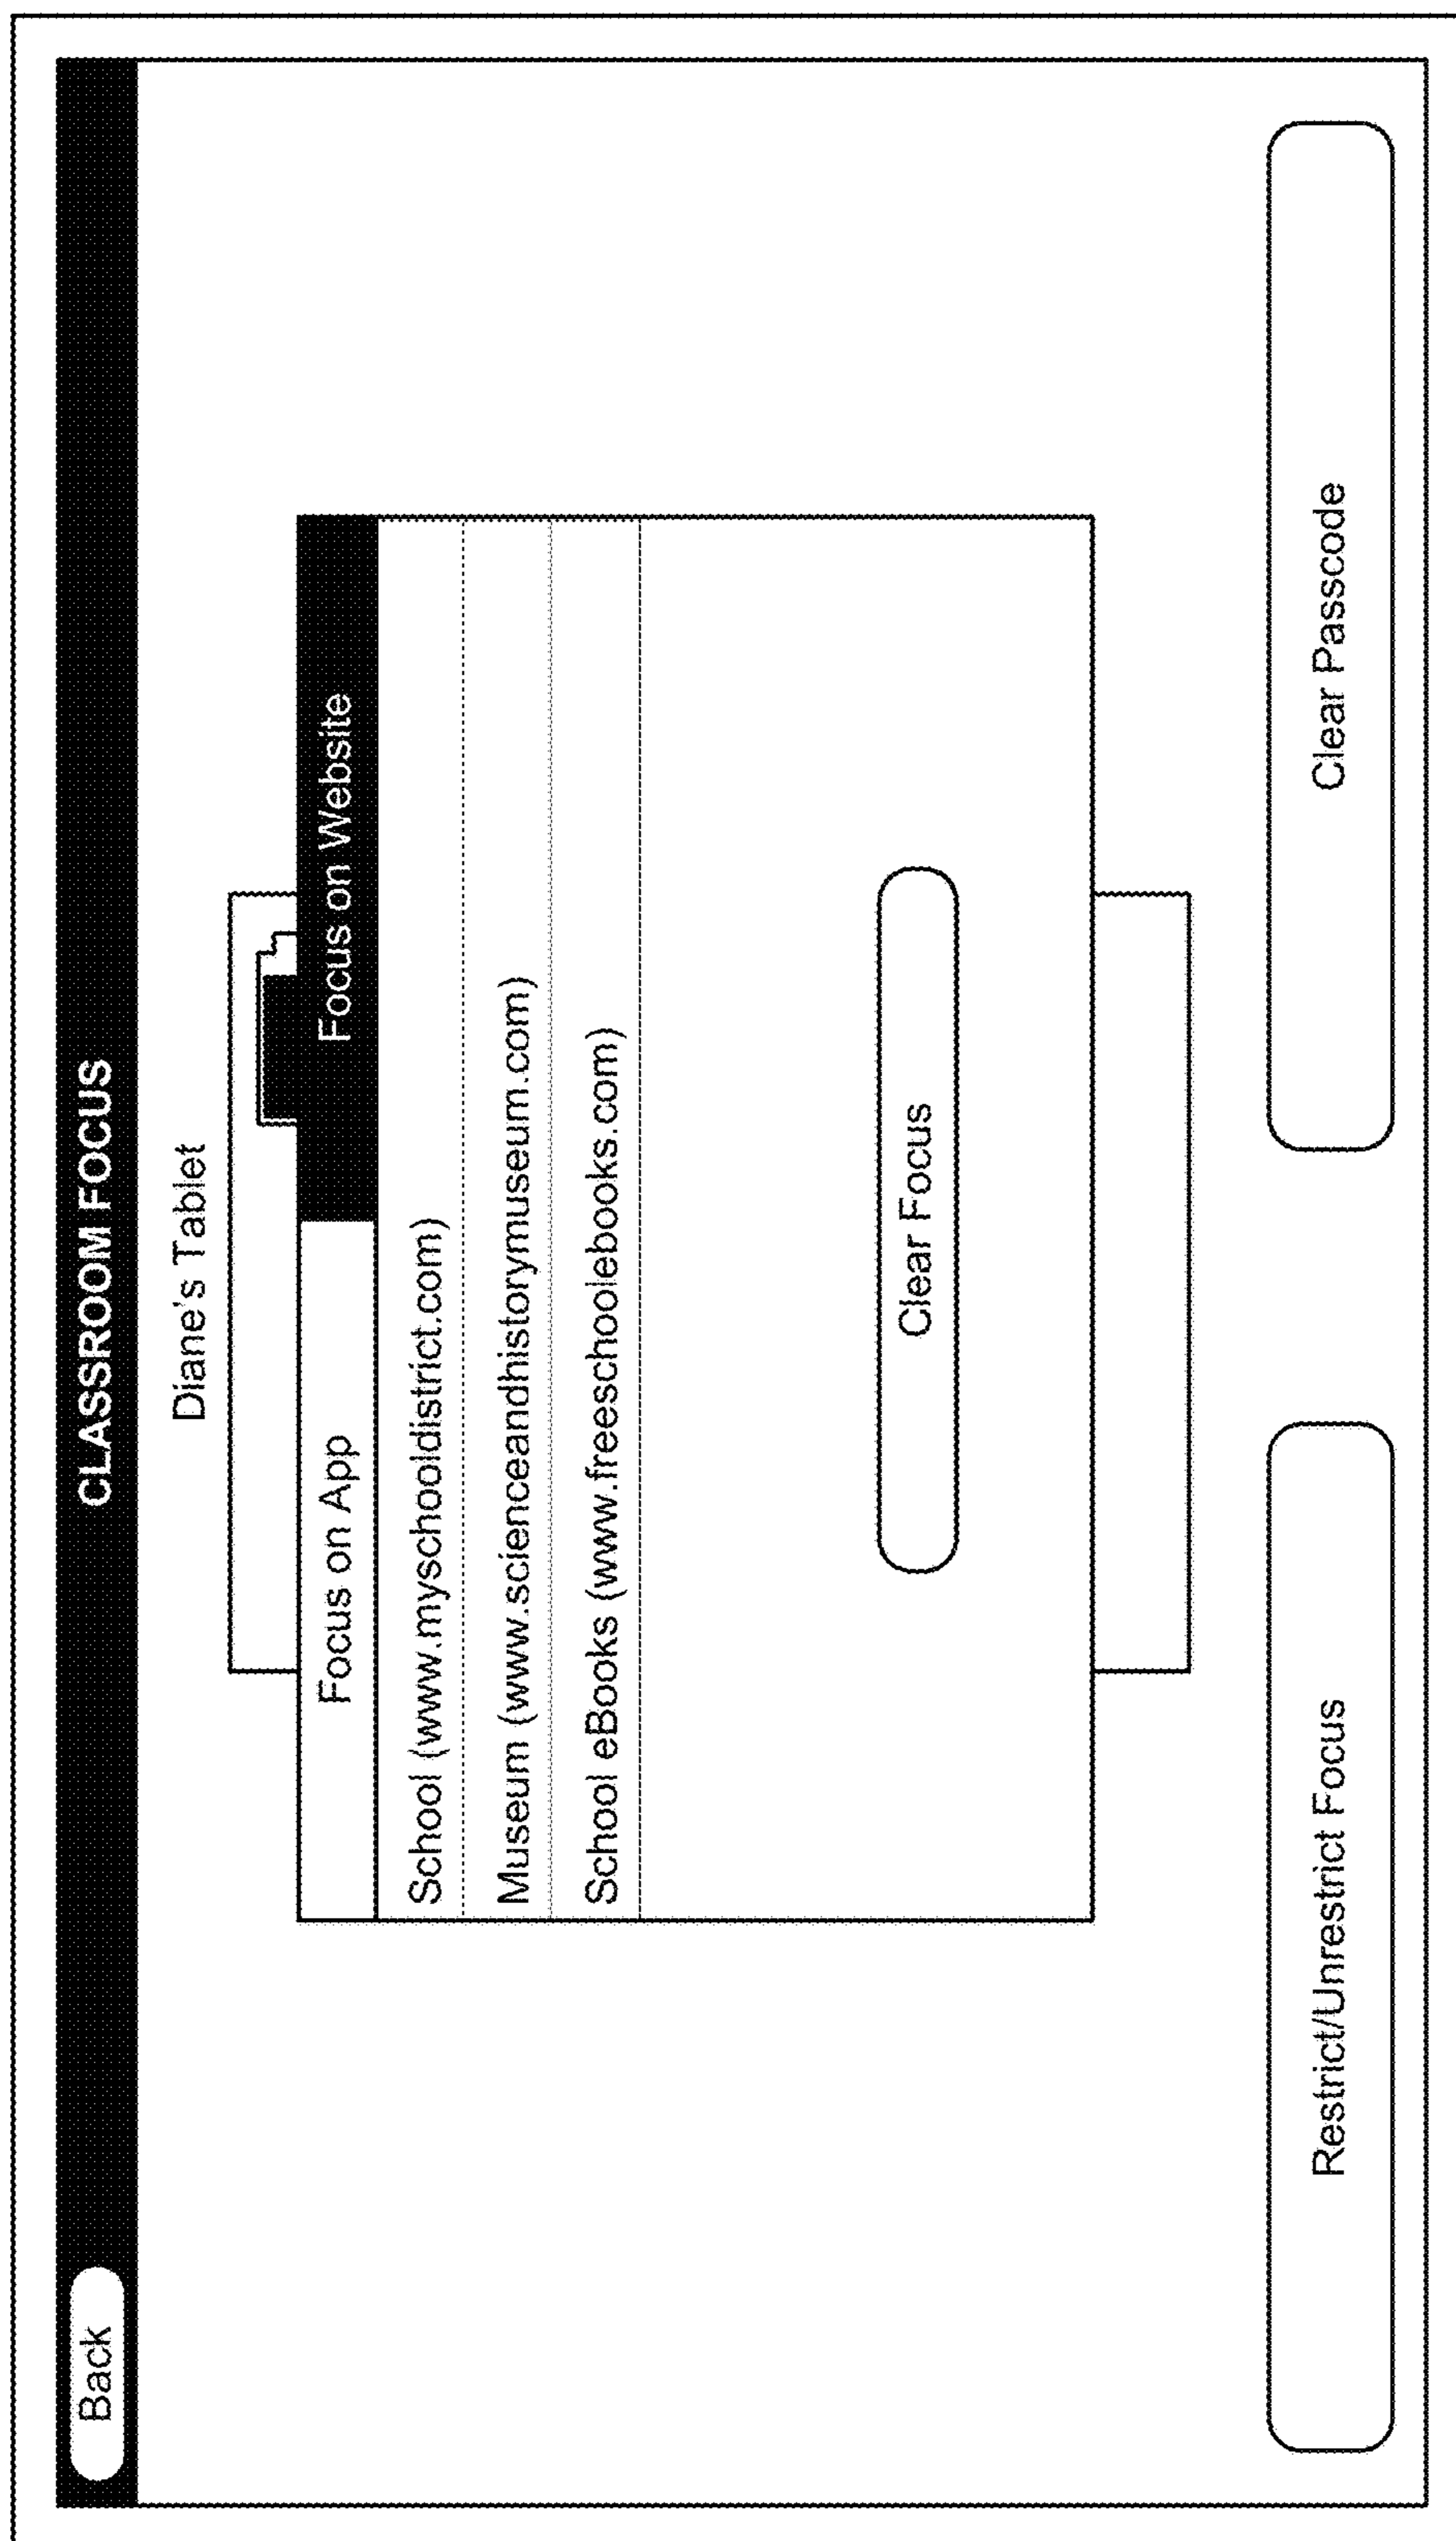 Back
CLASSROOM FOCUS
Diane's Tablet
Focus on App
Focus on Website
School (www.myschooldistrict.com)
Museum (www.scienceandhistorymuseum.com)
School eBooks (www.freeschoolebooks.com)
Clear Focus
Restrict/Unrestrict Focus
Clear Passcode